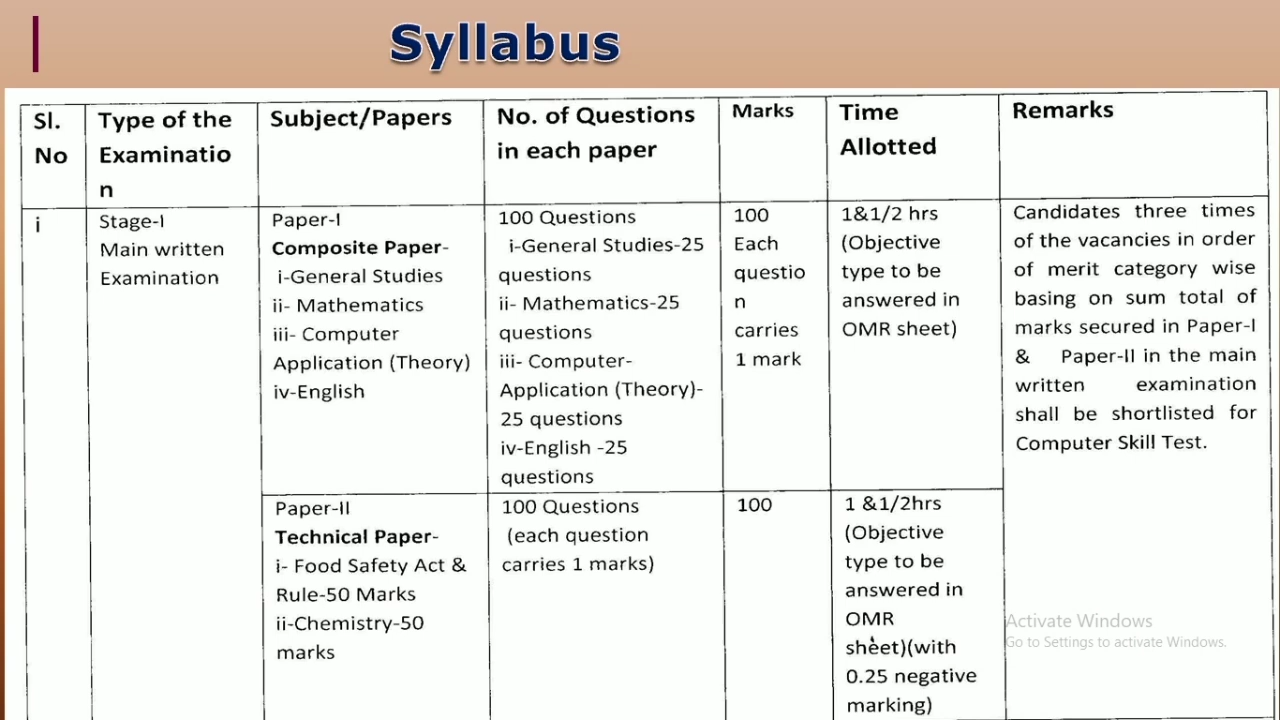 Syllabus
Sl.
No
Type of the
Examinatio
n
Subject/Papers
No. of Questions
in each paper
Marks
Time
Allotted
Remarks
i
Stage-I
Main written
Examination
Paper-I
Composite Paper-
i-General Studies
ii- Mathematics
iii- Computer
Application (Theory)
iv-English
100 Questions
i-General Studies-25
questions
ii- Mathematics-25
questions
iii- Computer-
Application (Theory)-
25 questions
iv-English -25
questions
100
Each
questio
n
carries
1 mark
1&1/2 hrs
(Objective
type to be
answered in
OMR sheet)
Candidates three times
of the vacancies in order
of merit category wise
basing on sum total of
marks secured in Paper-I
& Paper-II in the main
written examination
shall be shortlisted for
Computer Skill Test.
Paper-II
Technical Paper-
i- Food Safety Act &
Rule-50 Marks
ii-Chemistry-50
marks
100 Questions
(each question
carries 1 marks)
100
1 &1/2hrs
(Objective
type to be
answered in
OMR
sheet)(with
0.25 negative
marking)
Activate Windows
Go to Settings to activate Windows.